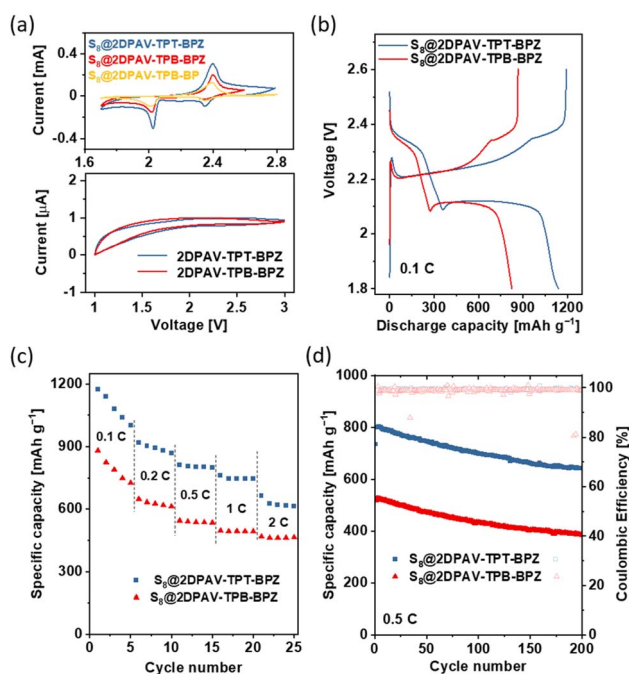 (a)
S₈@2DPAV-TPT-BPZ
S₈@2DPAV-TPB-BPZ
S₈@2DPAV-TPB-BP
Current [mA]
0.4
0.0
-0.4
1.6 2.0 2.4 2.8
Current [μA]
1
0
-1
2DPAV-TPT-BPZ
2DPAV-TPB-BPZ
1.0 1.5 2.0 2.5 3.0
Voltage [V]
(b)
S₈@2DPAV-TPT-BPZ
S₈@2DPAV-TPB-BPZ
Voltage [V]
2.6
2.4
2.2
2.0
1.8
0.1 C
0 300 600 900 1200
Discharge capacity [mAh g⁻¹]
(c)
Specific capacity [mAh g⁻¹]
1200
900
600
300
0
0.1 C
0.2 C
0.5 C
1 C
2 C
S₈@2DPAV-TPT-BPZ
S₈@2DPAV-TPB-BPZ
0 5 10 15 20 25
Cycle number
(d)
Specific capacity [mAh g⁻¹]
1000
800
600
400
200
0
Coulombic Efficiency [%]
100
80
60
40
20
0
S₈@2DPAV-TPT-BPZ
S₈@2DPAV-TPB-BPZ
0.5 C
0 50 100 150 200
Cycle number